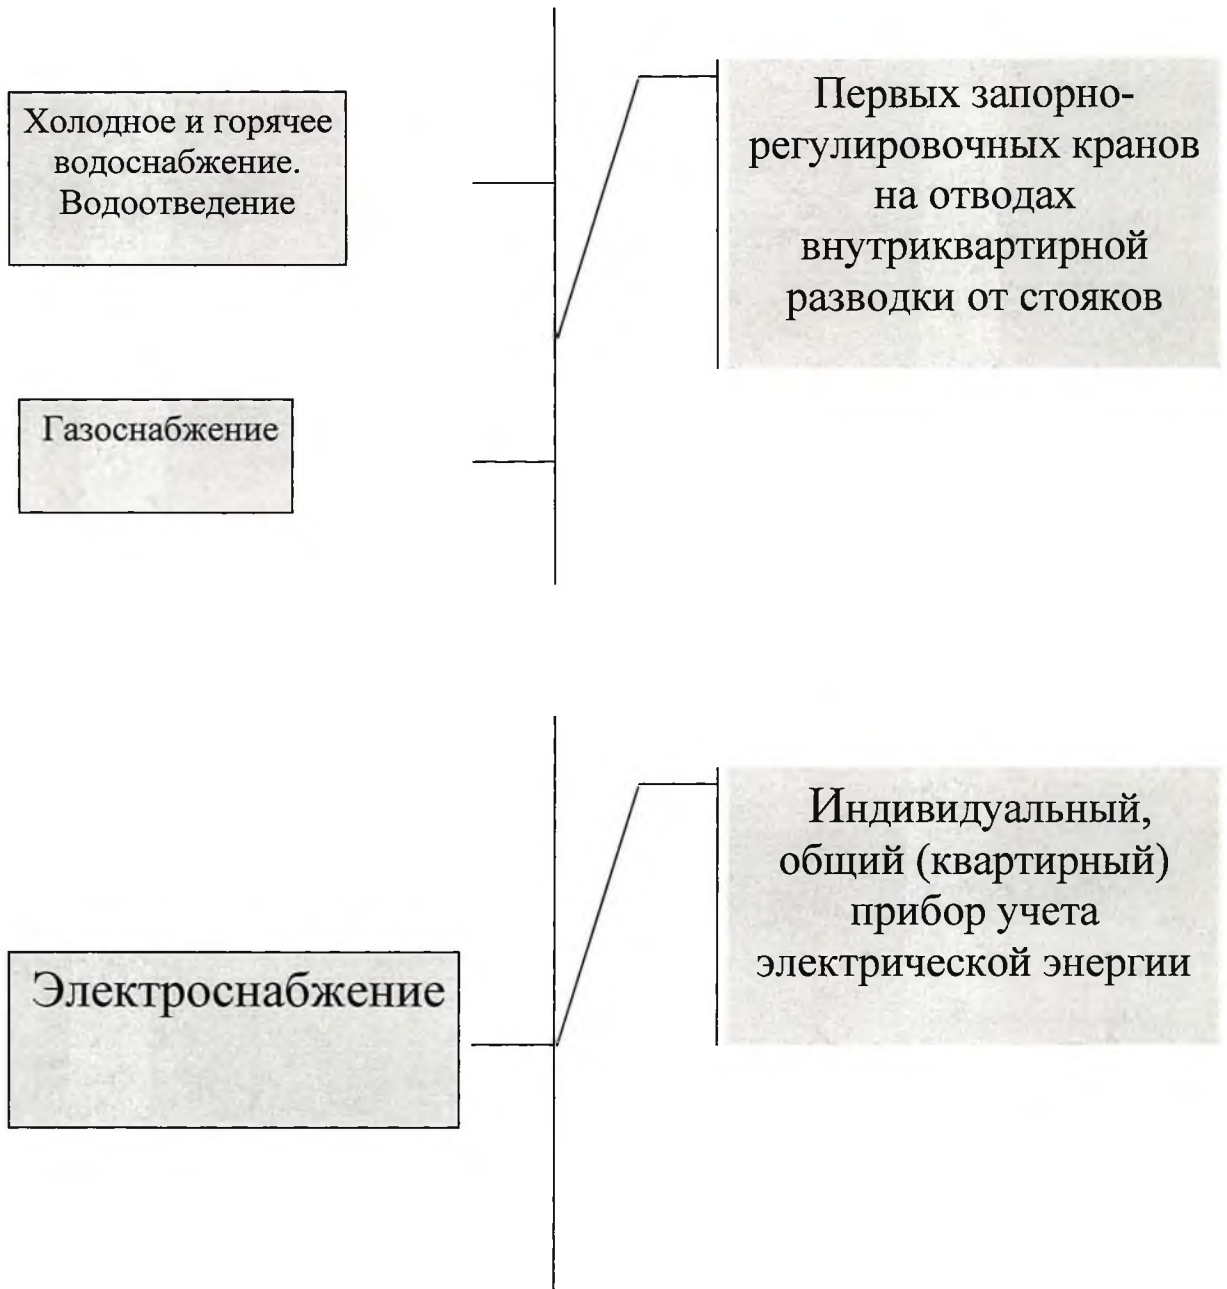 Холодное и горячее
водоснабжение.
Водоотведение
Первых запорно-
регулировочных кранов
на отводах
внутриквартирной
разводки от стояков
Газоснабжение
Индивидуальный,
общий (квартирный)
прибор учета
электрической энергии
Электроснабжение